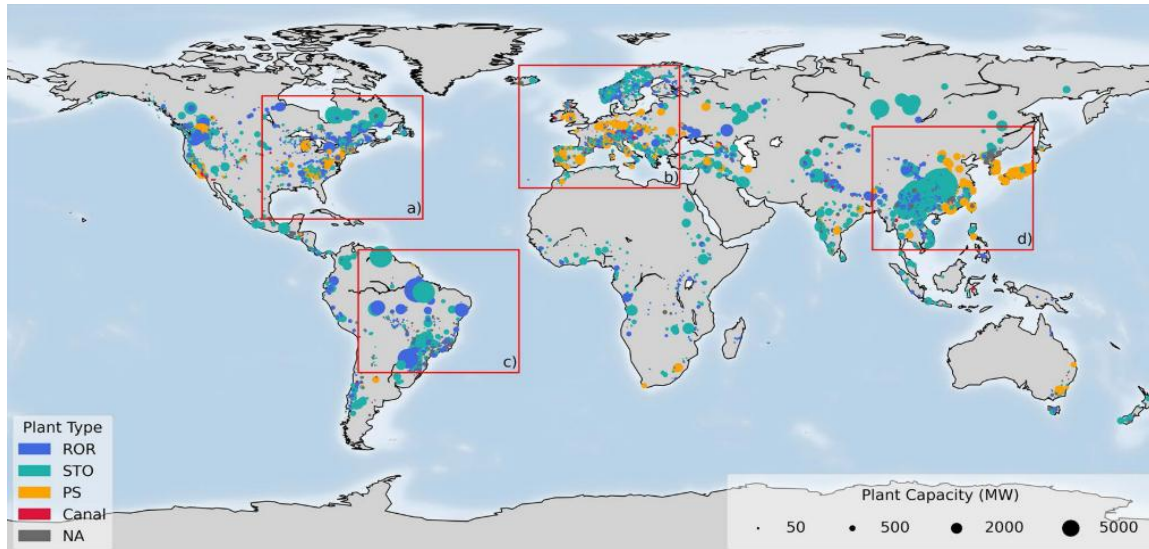 a)
b)
d)
c)
Plant Type
ROR
STO
PS
Canal
NA
Plant Capacity (MW)
50 500 2000 5000